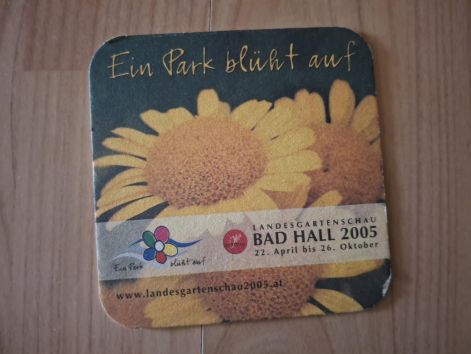 Ein Park blüht auf
LANDESGARTENSCHAU
BAD HALL 2005
22. April bis 26. Oktober
Ein Park blüht auf
www.landesgartenschau2005.at